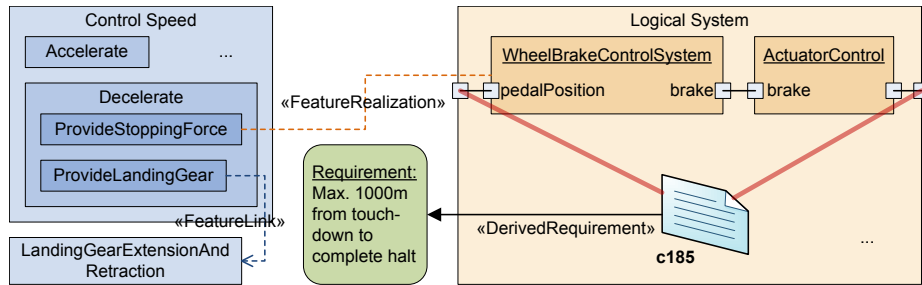 Control Speed
Accelerate
...
Decelerate
ProvideStoppingForce
ProvideLandingGear
«FeatureLink»
LandingGearExtensionAnd
Retraction
«FeatureRealization»
Requirement:
Max. 1000m
from touch-
down to
complete halt
«DerivedRequirement»
Logical System
WheelBrakeControlSystem
pedalPosition
brake
ActuatorControl
brake
c185
...